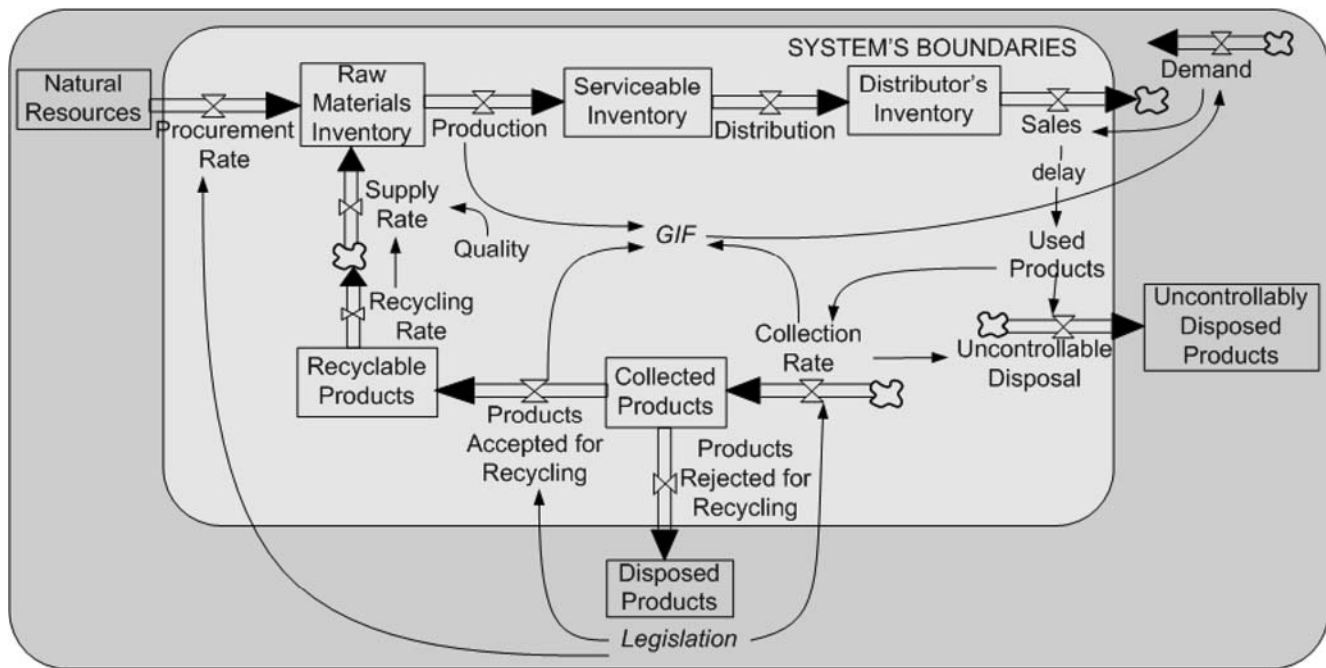 SYSTEM'S BOUNDARIES
Demand
Natural
Resources
Procurement
Rate
Raw
Materials
Inventory
Production
Serviceable
Inventory
Distribution
Distributor's
Inventory
Sales
delay
Supply
Rate
Quality
GIF
Used
Products
Recycling
Rate
Collection
Rate
Uncontrollable
Disposal
Uncontrollably
Disposed
Products
Recyclable
Products
Products
Accepted for
Recycling
Collected
Products
Products
Rejected for
Recycling
Disposed
Products
Legislation